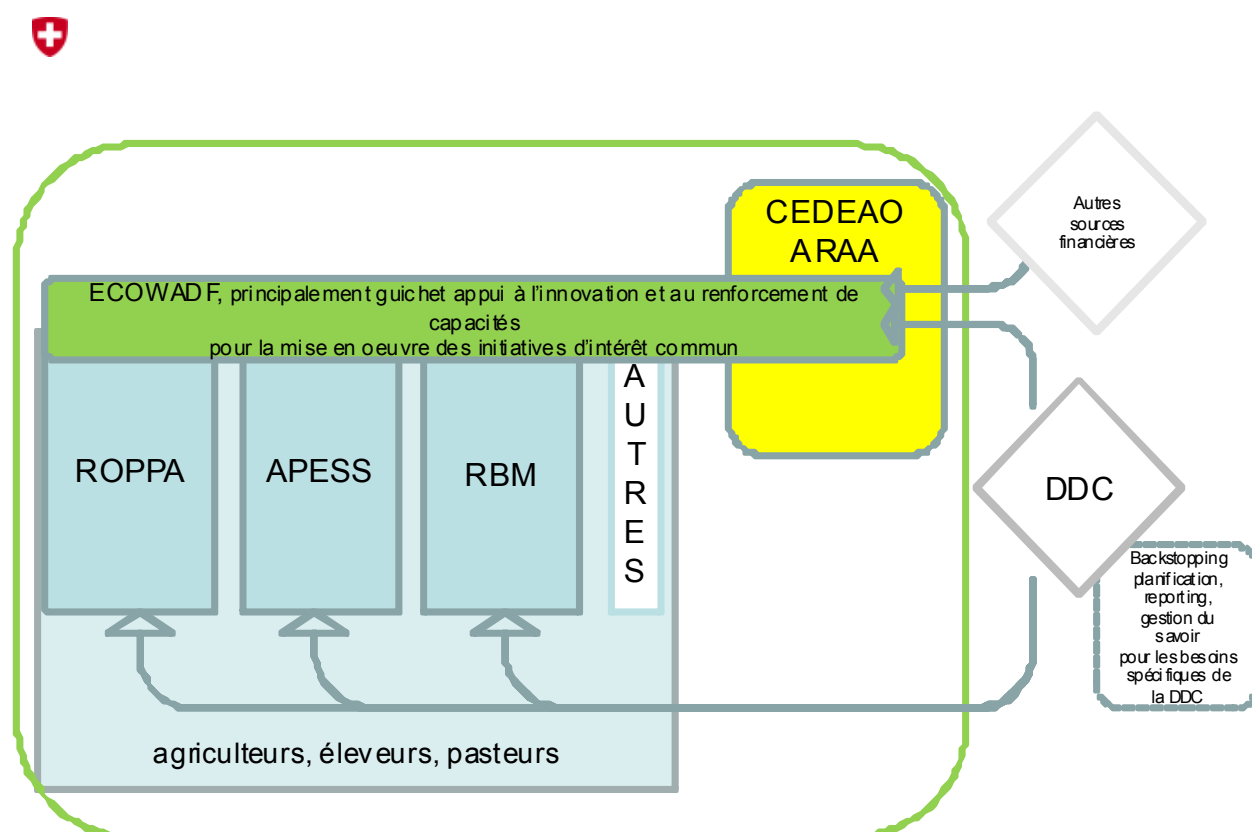 CEDEAO
ARAA
Autres
sources
financières
ECOWADF, principalement guichet appui à l'innovation et au renforcement de
capacités
pour la mise en oeuvre des initiatives d'intérêt commun
ROPPA
APESS
RBM
A
U
T
R
E
S
DDC
Backstopping
planification,
reporting,
gestion du
savoir
pour les besoins
spécifiques de
la DDC
agriculteurs, éleveurs, pasteurs